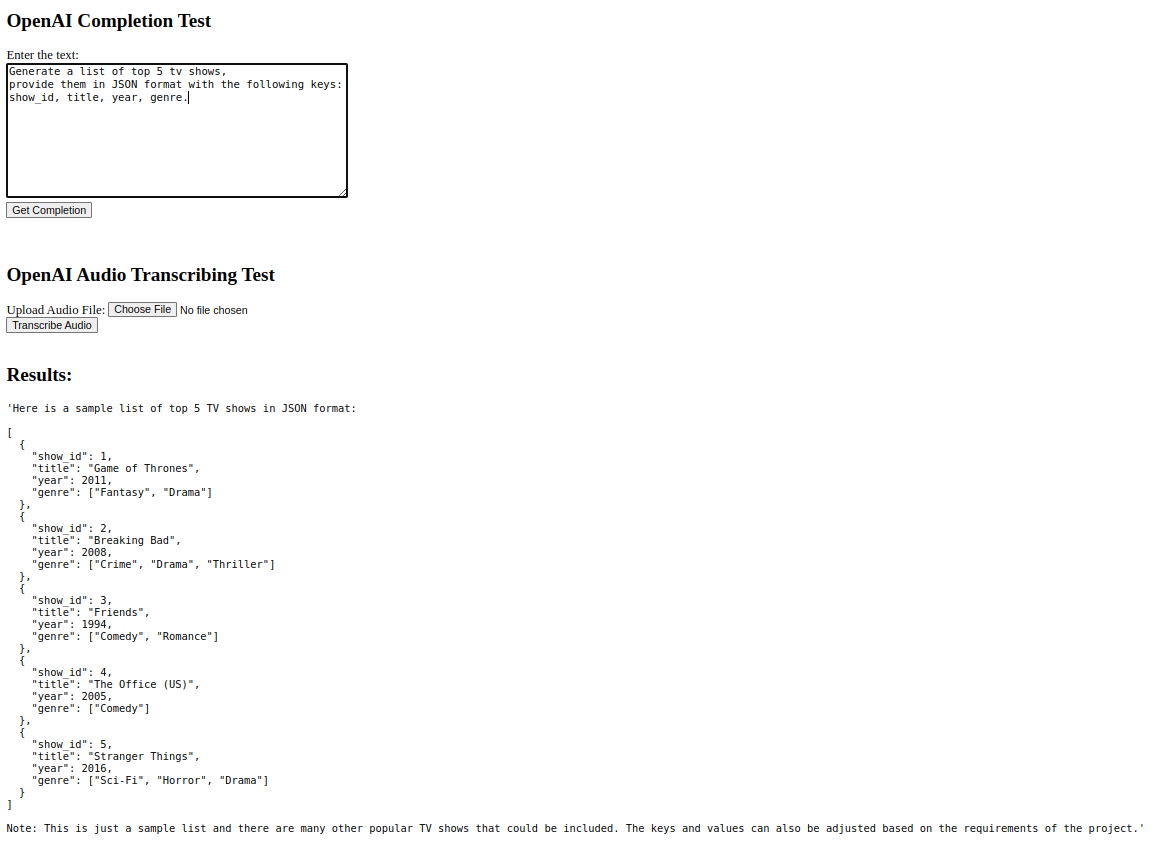 OpenAI Completion Test
Enter the text:
Generate a list of top 5 tv shows,
provide them in JSON format with the following keys:
show_id, title, year, genre.
Get Completion
OpenAI Audio Transcribing Test
Upload Audio File: Choose File No file chosen
Transcribe Audio
Results:
'Here is a sample list of top 5 TV shows in JSON format:
[
  {
    "show_id": 1,
    "title": "Game of Thrones",
    "year": 2011,
    "genre": ["Fantasy", "Drama"]
  },
  {
    "show_id": 2,
    "title": "Breaking Bad",
    "year": 2008,
    "genre": ["Crime", "Drama", "Thriller"]
  },
  {
    "show_id": 3,
    "title": "Friends",
    "year": 1994,
    "genre": ["Comedy", "Romance"]
  },
  {
    "show_id": 4,
    "title": "The Office (US)",
    "year": 2005,
    "genre": ["Comedy"]
  },
  {
    "show_id": 5,
    "title": "Stranger Things",
    "year": 2016,
    "genre": ["Sci-Fi", "Horror", "Drama"]
  }
]
Note: This is just a sample list and there are many other popular TV shows that could be included. The keys and values can also be adjusted based on the requirements of the project.'